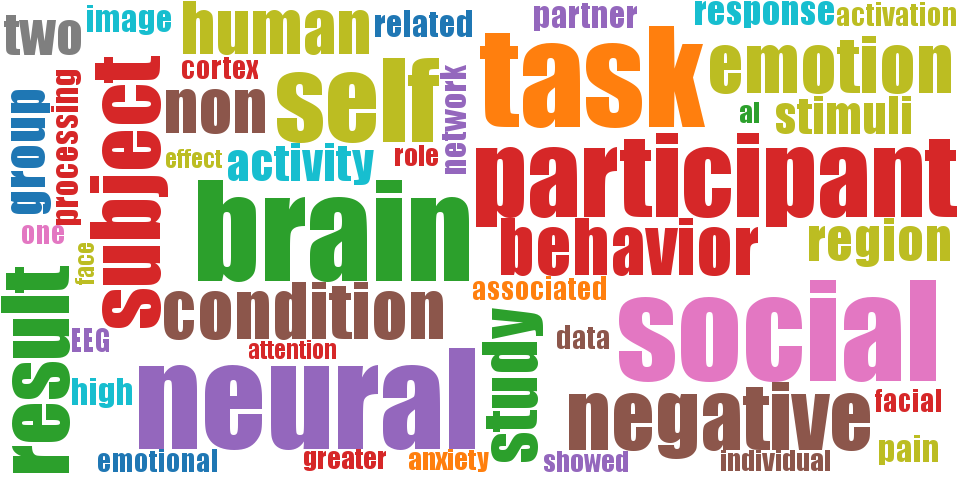 two
image
human
related
partner
response
activation
cortex
self
task
emotion
group
processing
subject
non
network
al
stimuli
effect
activity
role
participant
one
face
brain
behavior
region
result
condition
associated
social
EEG
attention
study
data
high
neural
negative
facial
emotional
greater
anxiety
showed
individual
pain